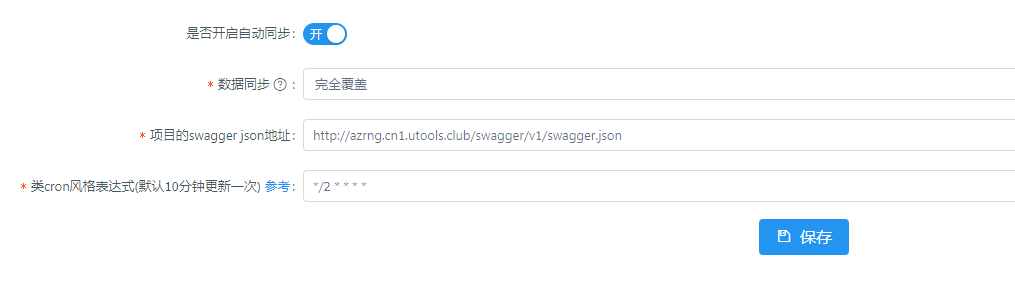 是否开启自动同步: 开
* 数据同步 ? : 完全覆盖
* 项目的swagger json地址: http://azrng.cn1.utools.club/swagger/v1/swagger.json
* 类cron风格表达式(默认10分钟更新一次) 参考: */2 * * * *
保存